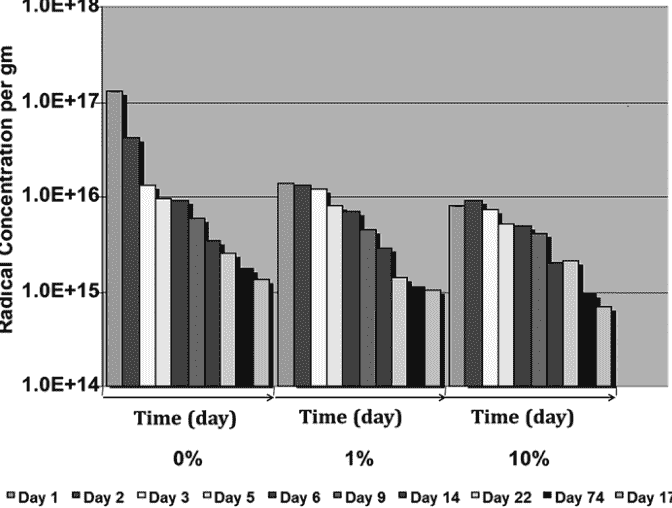 Radical Concentration per gm
1.0E+18
1.0E+17
1.0E+16
1.0E+15
1.0E+14
Time (day) Time (day) Time (day)
0% 1% 10%
Day 1 Day 2 Day 3 Day 5 Day 6 Day 9 Day 14 Day 22 Day 74 Day 17